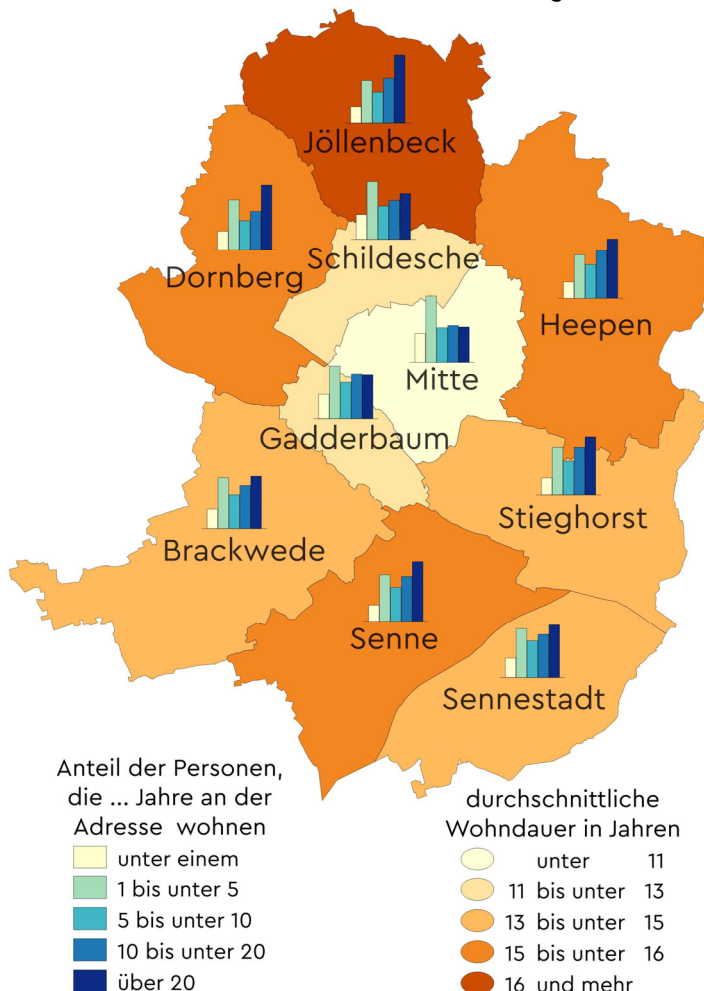 Jöllenbeck
Schildesche
Dornberg
Heepen
Mitte
Gadderbaum
Stieghorst
Brackwede
Senne
Sennestadt
Anteil der Personen,
die ... Jahre an der
Adresse wohnen
unter einem
1 bis unter 5
5 bis unter 10
10 bis unter 20
über 20
durchschnittliche
Wohndauer in Jahren
unter 11
11 bis unter 13
13 bis unter 15
15 bis unter 16
16 und mehr